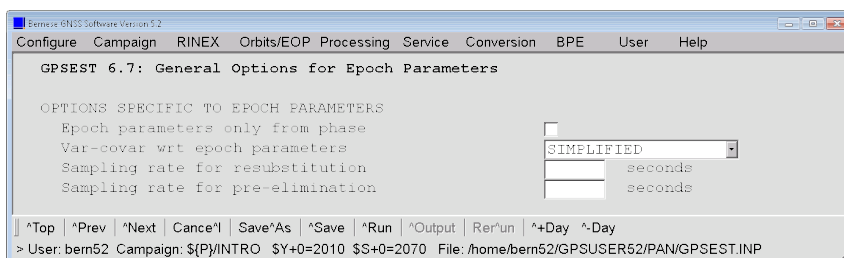 Bernese GNSS Software Version 5.2
Configure Campaign RINEX Orbits/EOP Processing Service Conversion BPE User Help
GPSEST 6.7: General Options for Epoch Parameters
OPTIONS SPECIFIC TO EPOCH PARAMETERS
Epoch parameters only from phase
Var-covar wrt epoch parameters SIMPLIFIED
Sampling rate for resubstitution seconds
Sampling rate for pre-elimination seconds
^Top ^Prev ^Next Cance^l Save^As ^Save ^Run ^Output Rer^un ^+Day ^-Day
> User: bern52 Campaign: ${P}/INTRO $Y+0=2010 $S+0=2070 File: /home/bern52/GPSUSER52/PAN/GPSEST.INP